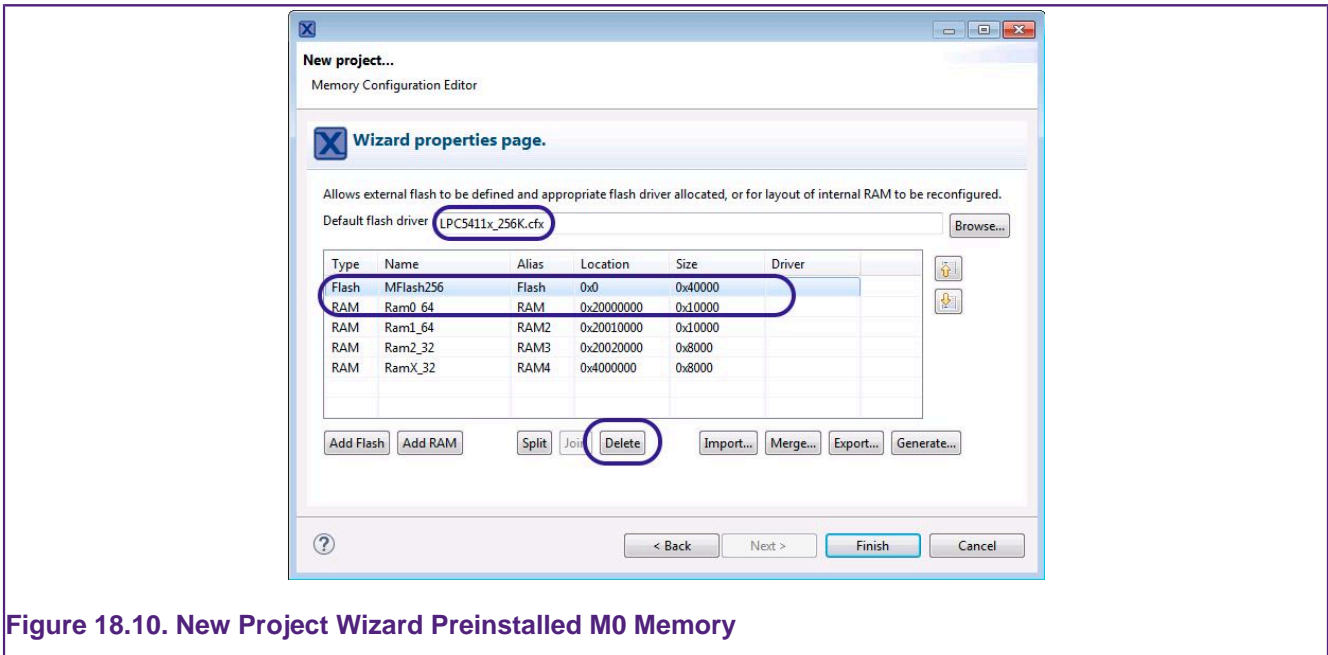 New project...
Memory Configuration Editor
Wizard properties page.
Allows external flash to be defined and appropriate flash driver allocated, or for layout of internal RAM to be reconfigured.
Default flash driver LPC5411x_256K.cfx Browse...
Type Name Alias Location Size Driver
Flash MFlash256 Flash 0x0 0x40000
RAM Ram0_64 RAM 0x20000000 0x10000
RAM Ram1_64 RAM2 0x20010000 0x10000
RAM Ram2_32 RAM3 0x20020000 0x8000
RAM RamX_32 RAM4 0x4000000 0x8000
Add Flash Add RAM Split Join Delete Import... Merge... Export... Generate...
? < Back Next > Finish Cancel
Figure 18.10. New Project Wizard Preinstalled M0 Memory